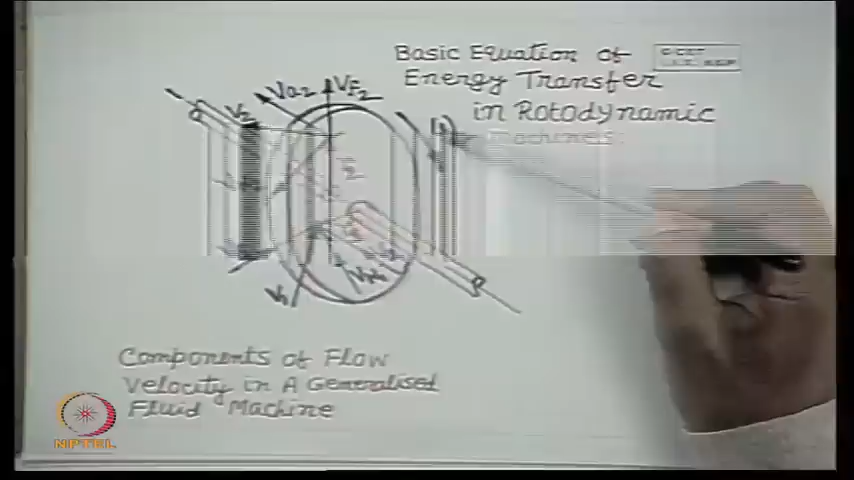 Basic Equation of
Energy Transfer
in Rotodynamic
Machines.
Va2
VF2
V2
V1
Components of Flow
Velocity in A Generalised
Fluid Machine
NPTEL